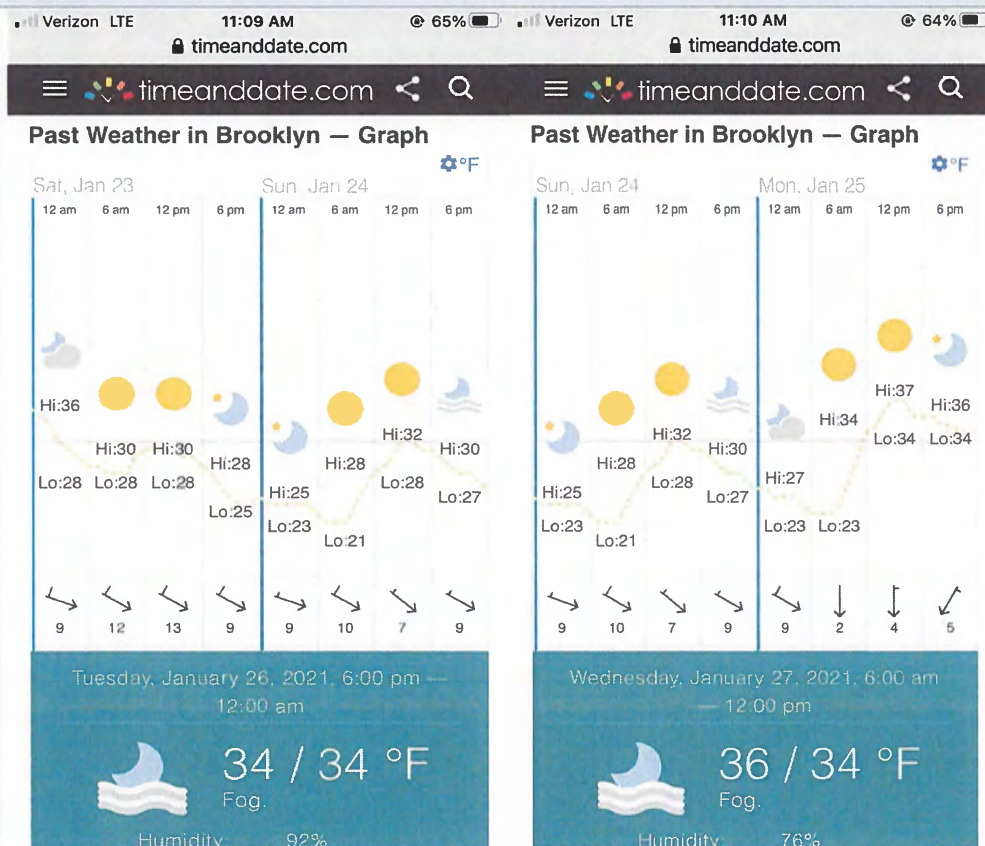 Verizon LTE 11:09 AM 65%
timeanddate.com
timeanddate.com
Past Weather in Brooklyn — Graph
°F
Sat, Jan 23 Sun, Jan 24
12 am 6 am 12 pm 6 pm 12 am 6 am 12 pm 6 pm
Hi:36
Hi:32
Hi:30 Hi:30 Hi:28 Hi:28 Hi:30
Lo:28 Lo:28 Lo:28 Hi:25 Lo:28 Lo:27
Lo:25 Lo:23
Lo:21
9 12 13 9 9 10 7 9
Tuesday, January 26, 2021, 6:00 pm —
12:00 am
34 / 34 °F
Fog.
Humidity: 92%
Verizon LTE 11:10 AM 64%
timeanddate.com
timeanddate.com
Past Weather in Brooklyn — Graph
°F
Sun, Jan 24 Mon, Jan 25
12 am 6 am 12 pm 6 pm 12 am 6 am 12 pm 6 pm
Hi:37
Hi:36
Hi:32 Hi:34
Hi:30 Lo:34 Lo:34
Hi:28 Hi:27
Hi:25 Lo:28 Lo:27
Lo:23 Lo:23 Lo:23
Lo:21
9 10 7 9 9 2 4 5
Wednesday, January 27, 2021, 6:00 am
— 12:00 pm
36 / 34 °F
Fog.
Humidity: 76%